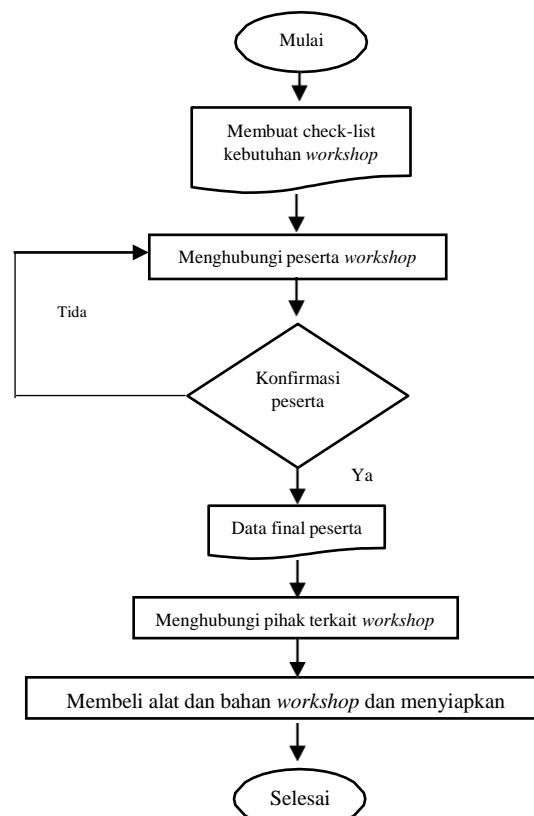 Mulai
Membuat check-list
kebutuhan workshop
Menghubungi peserta workshop
Tida
Konfirmasi
peserta
Ya
Data final peserta
Menghubungi pihak terkait workshop
Membeli alat dan bahan workshop dan menyiapkan
Selesai